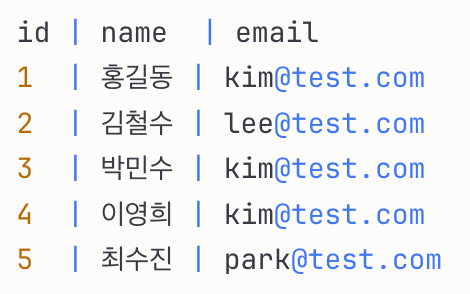 id | name | email
1 | 홍길동 | kim@test.com
2 | 김철수 | lee@test.com
3 | 박민수 | kim@test.com
4 | 이영희 | kim@test.com
5 | 최수진 | park@test.com